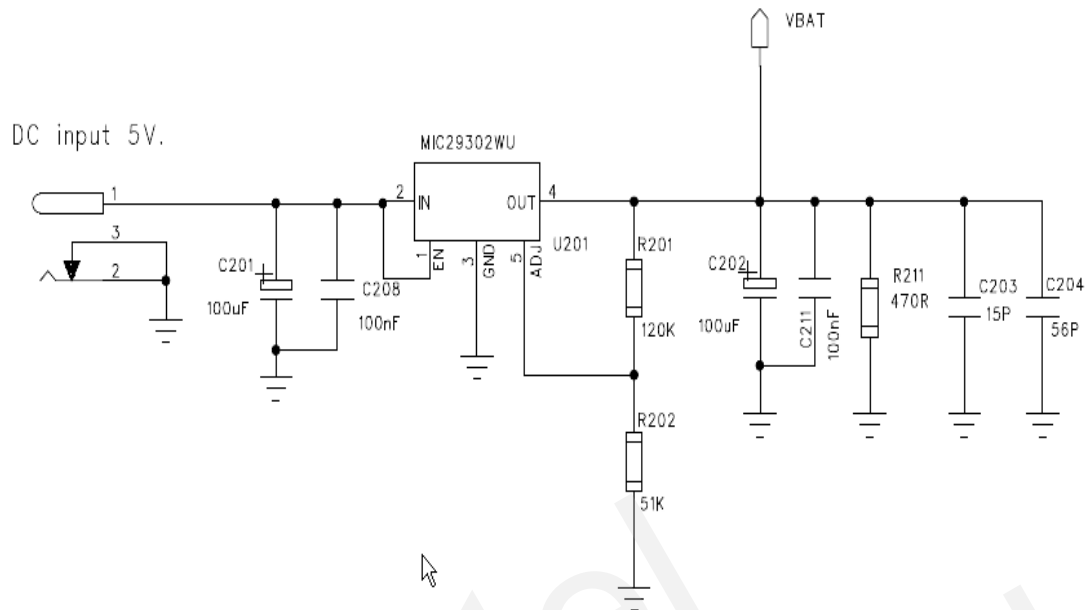 VBAT
DC input 5V.
MIC29302WU
1
2
IN
OUT
4
3
2
1
EN
3
GND
5
ADJ
U201
C201
+
100uF
C208
100nF
R201
120K
R202
51K
C202
+
100uF
C211
100nF
R211
470R
C203
15P
C204
56P